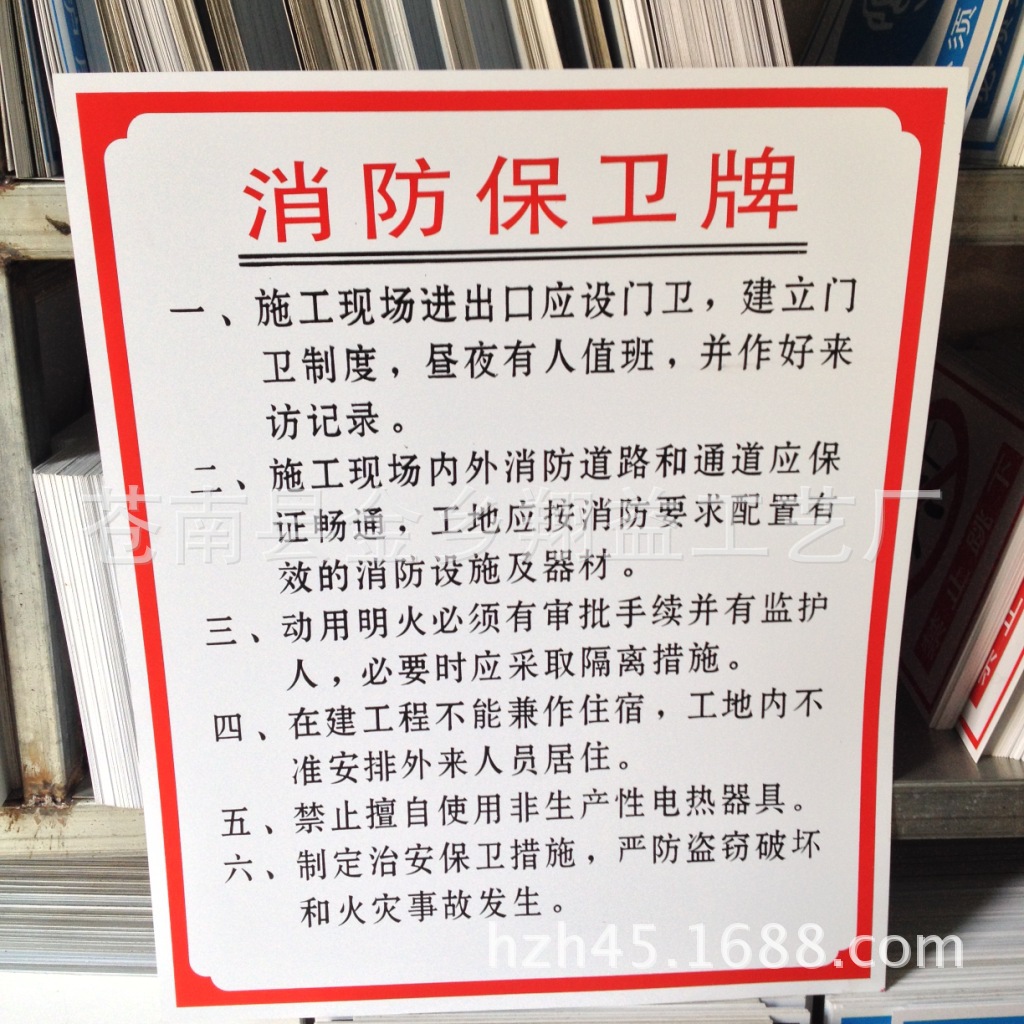 消防保卫牌
一、施工现场进出口应设门卫，建立门
卫制度，昼夜有人值班，并作好来
访记录。
二、施工现场内外消防道路和通道应保
证畅通，工地应按消防要求配置有
效的消防设施及器材。
三、动用明火必须有审批手续并有监护
人，必要时应采取隔离措施。
四、在建工程不能兼作住宿，工地内不
准安排外来人员居住。
五、禁止擅自使用非生产性电热器具。
六、制定治安保卫措施，严防盗窃破坏
和火灾事故发生。
苍南县金乡翔益工艺厂
hzh45.1688.com
须
禁止跳下